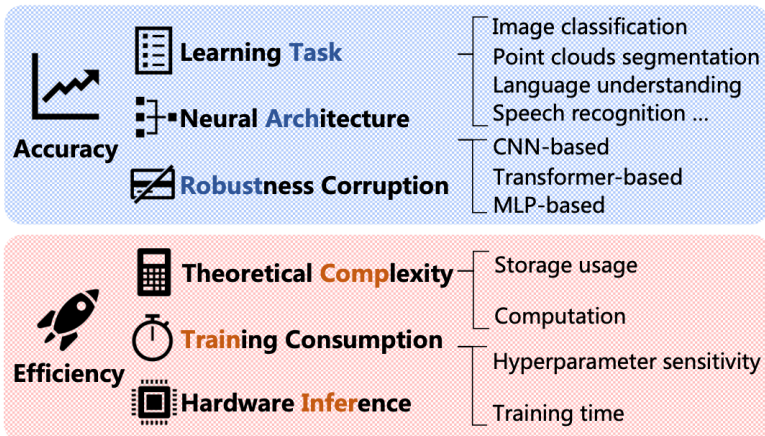 Accuracy
Learning Task
Image classification
Point clouds segmentation
Language understanding
Speech recognition ...
Neural Architecture
CNN-based
Transformer-based
MLP-based
Robustness Corruption
Efficiency
Theoretical Complexity
Storage usage
Computation
Training Consumption
Hyperparameter sensitivity
Training time
Hardware Inference